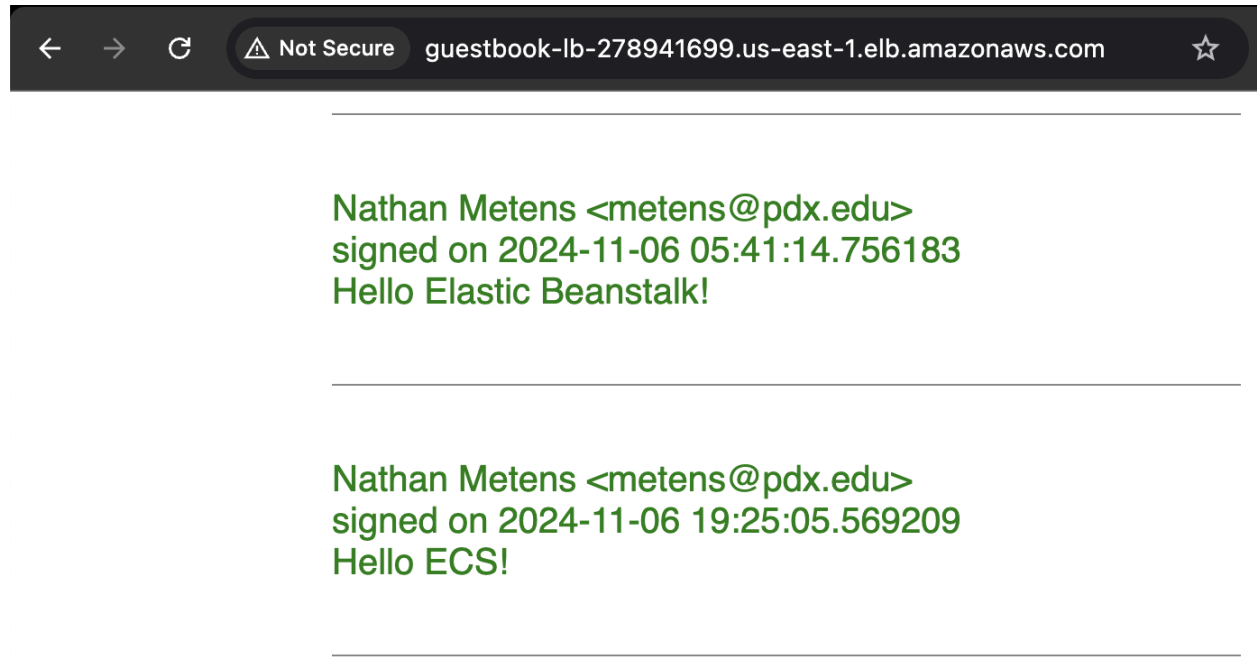 Not Secure guestbook-lb-278941699.us-east-1.elb.amazonaws.com
Nathan Metens <metens@pdx.edu>
signed on 2024-11-06 05:41:14.756183
Hello Elastic Beanstalk!
Nathan Metens <metens@pdx.edu>
signed on 2024-11-06 19:25:05.569209
Hello ECS!